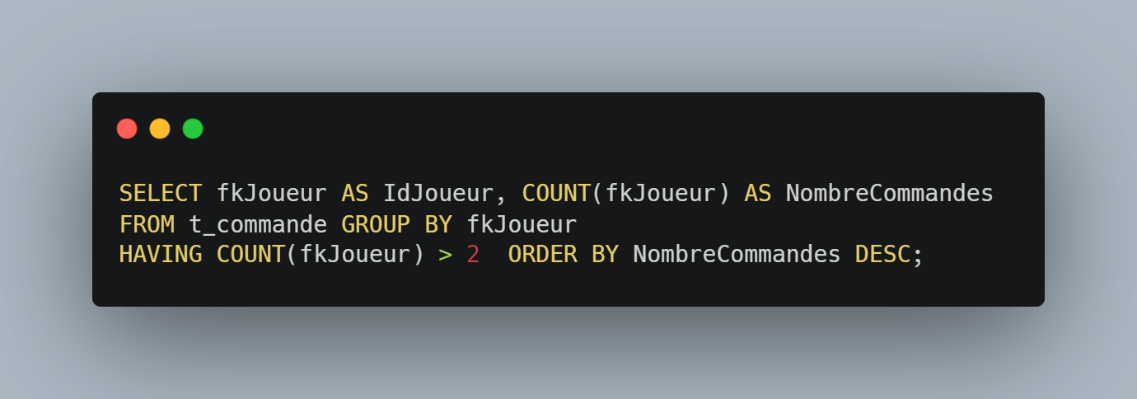 SELECT fkJoueur AS IdJoueur, COUNT(fkJoueur) AS NombreCommandes
FROM t_commande GROUP BY fkJoueur
HAVING COUNT(fkJoueur) > 2  ORDER BY NombreCommandes DESC;